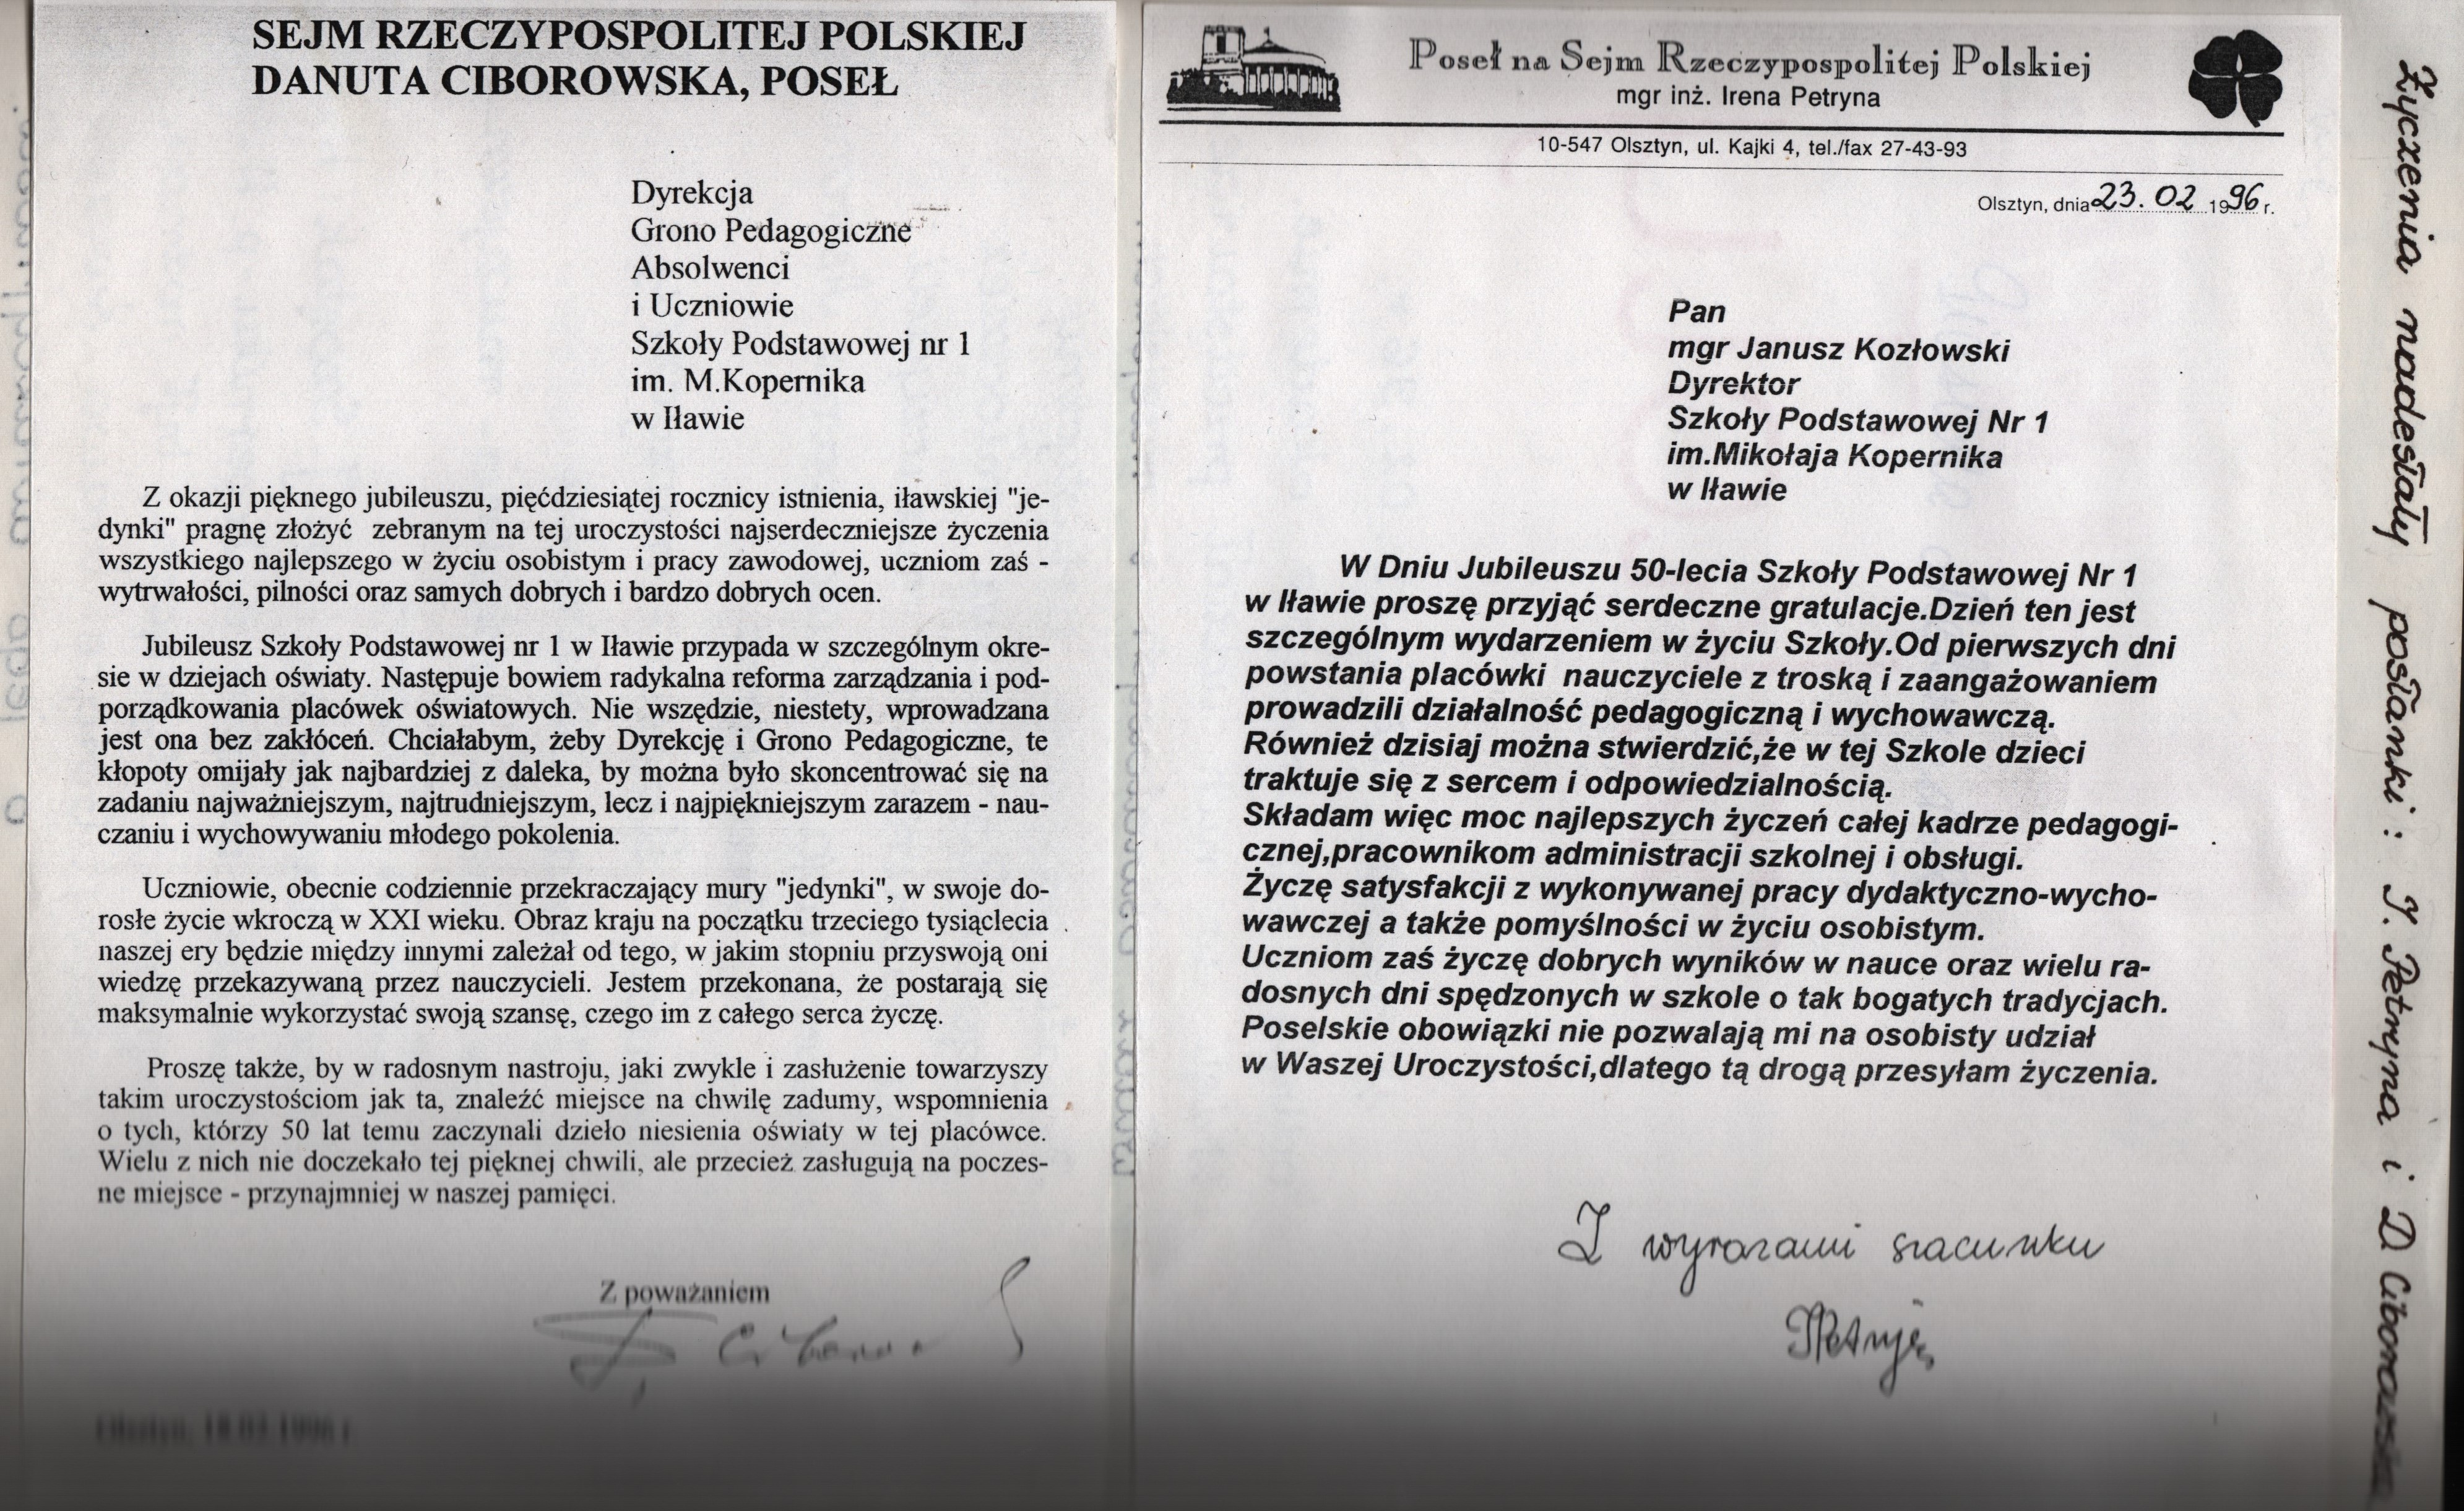 SEJM RZECZYPOSPOLITEJ POLSKIEJ
DANUTA CIBOROWSKA, POSEŁ
Dyrekcja
Grono Pedagogiczne
Absolwenci
i Uczniowie
Szkoły Podstawowej nr 1
im. M.Kopernika
w Iławie
Z okazji pięknego jubileuszu, pięćdziesiątej rocznicy istnienia, iławskiej "je-
dynki" pragnę złożyć zebranym na tej uroczystości najserdeczniejsze życzenia
wszystkiego najlepszego w życiu osobistym i pracy zawodowej, uczniom zaś -
wytrwałości, pilności oraz samych dobrych i bardzo dobrych ocen.
Jubileusz Szkoły Podstawowej nr 1 w Iławie przypada w szczególnym okre-
sie w dziejach oświaty. Następuje bowiem radykalna reforma zarządzania i pod-
porządkowania placówek oświatowych. Nie wszędzie, niestety, wprowadzana
jest ona bez zakłóceń. Chciałabym, żeby Dyrekcję i Grono Pedagogiczne, te
kłopoty omijały jak najbardziej z daleka, by można było skoncentrować się na
zadaniu najważniejszym, najtrudniejszym, lecz i najpiękniejszym zarazem - nau-
czaniu i wychowywaniu młodego pokolenia.
Uczniowie, obecnie codziennie przekraczający mury "jedynki", w swoje do-
rosłe życie wkroczą w XXI wieku. Obraz kraju na początku trzeciego tysiąclecia
naszej ery będzie między innymi zależał od tego, w jakim stopniu przyswoją oni
wiedzę przekazywaną przez nauczycieli. Jestem przekonana, że postarają się
maksymalnie wykorzystać swoją szansę, czego im z całego serca życzę.
Proszę także, by w radosnym nastroju, jaki zwykle i zasłużenie towarzyszy
takim uroczystościom jak ta, znaleźć miejsce na chwilę zadumy, wspomnienia
o tych, którzy 50 lat temu zaczynali dzieło niesienia oświaty w tej placówce.
Wielu z nich nie doczekało tej pięknej chwili, ale przecież zasługują na poczes-
ne miejsce - przynajmniej w naszej pamięci.
Z poważaniem
Poseł na Sejm Rzeczypospolitej Polskiej
mgr inż. Irena Petryna
10-547 Olsztyn, ul. Kajki 4, tel./fax 27-43-93
Olsztyn, dnia 23. 02 1996 r.
Pan
mgr Janusz Kozłowski
Dyrektor
Szkoły Podstawowej Nr 1
im.Mikołaja Kopernika
w Iławie
W Dniu Jubileuszu 50-lecia Szkoły Podstawowej Nr 1
w Iławie proszę przyjąć serdeczne gratulacje.Dzień ten jest
szczególnym wydarzeniem w życiu Szkoły.Od pierwszych dni
powstania placówki nauczyciele z troską i zaangażowaniem
prowadzili działalność pedagogiczną i wychowawczą.
Również dzisiaj można stwierdzić,że w tej Szkole dzieci
traktuje się z sercem i odpowiedzialnością.
Składam więc moc najlepszych życzeń całej kadrze pedagogi-
cznej,pracownikom administracji szkolnej i obsługi.
Życzę satysfakcji z wykonywanej pracy dydaktyczno-wycho-
wawczej a także pomyślności w życiu osobistym.
Uczniom zaś życzę dobrych wyników w nauce oraz wielu ra-
dosnych dni spędzonych w szkole o tak bogatych tradycjach.
Poselskie obowiązki nie pozwalają mi na osobisty udział
w Waszej Uroczystości,dlatego tą drogą przesyłam życzenia.
Z wyrazami szacunku
Życzenia nadesłały posłanki: I. Petryna i D Ciborowska